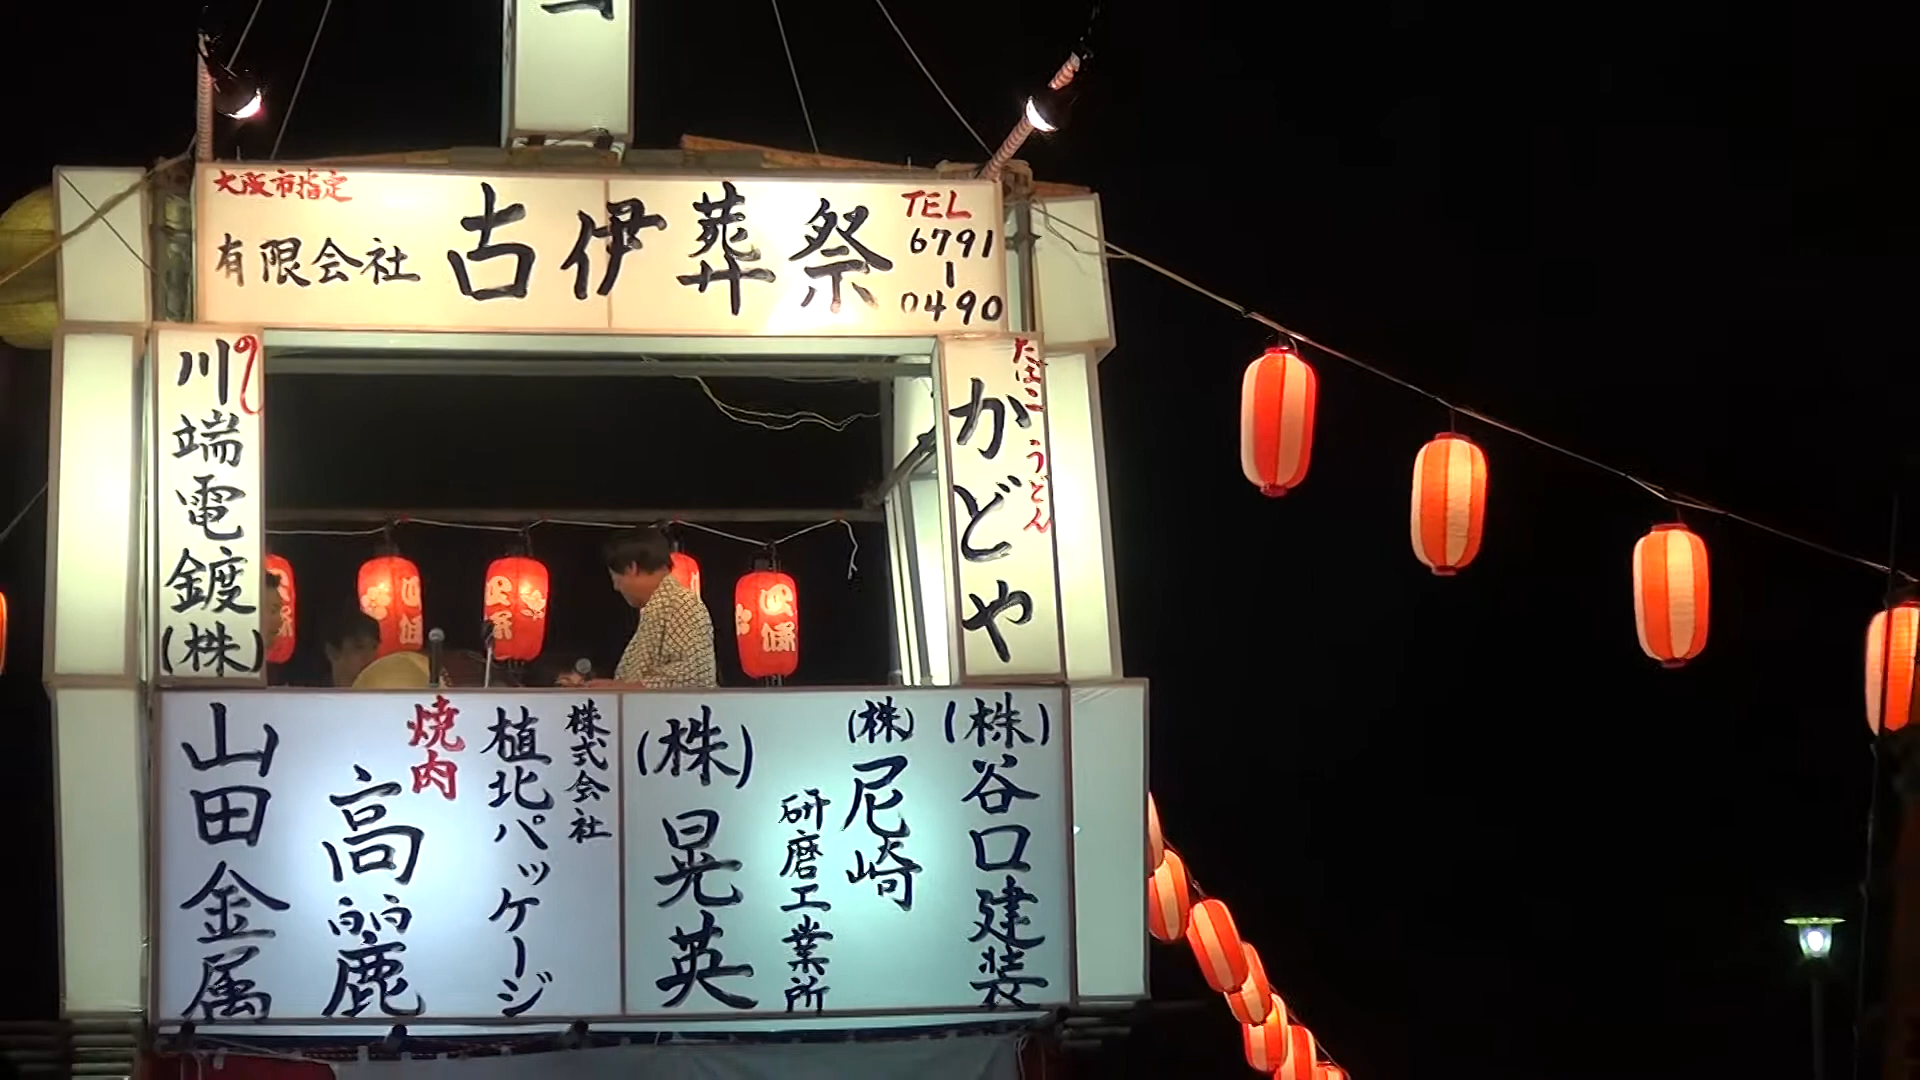 大阪市指定
有限会社
古伊葬祭
TEL
6791
-
0490
川端電鍍(株)
たばこ うどん
かどや
(株)谷口建装
(株)尼崎
研磨工業所
(株)晃英
株式会社
植北パッケージ
焼肉
高麗
山田金属